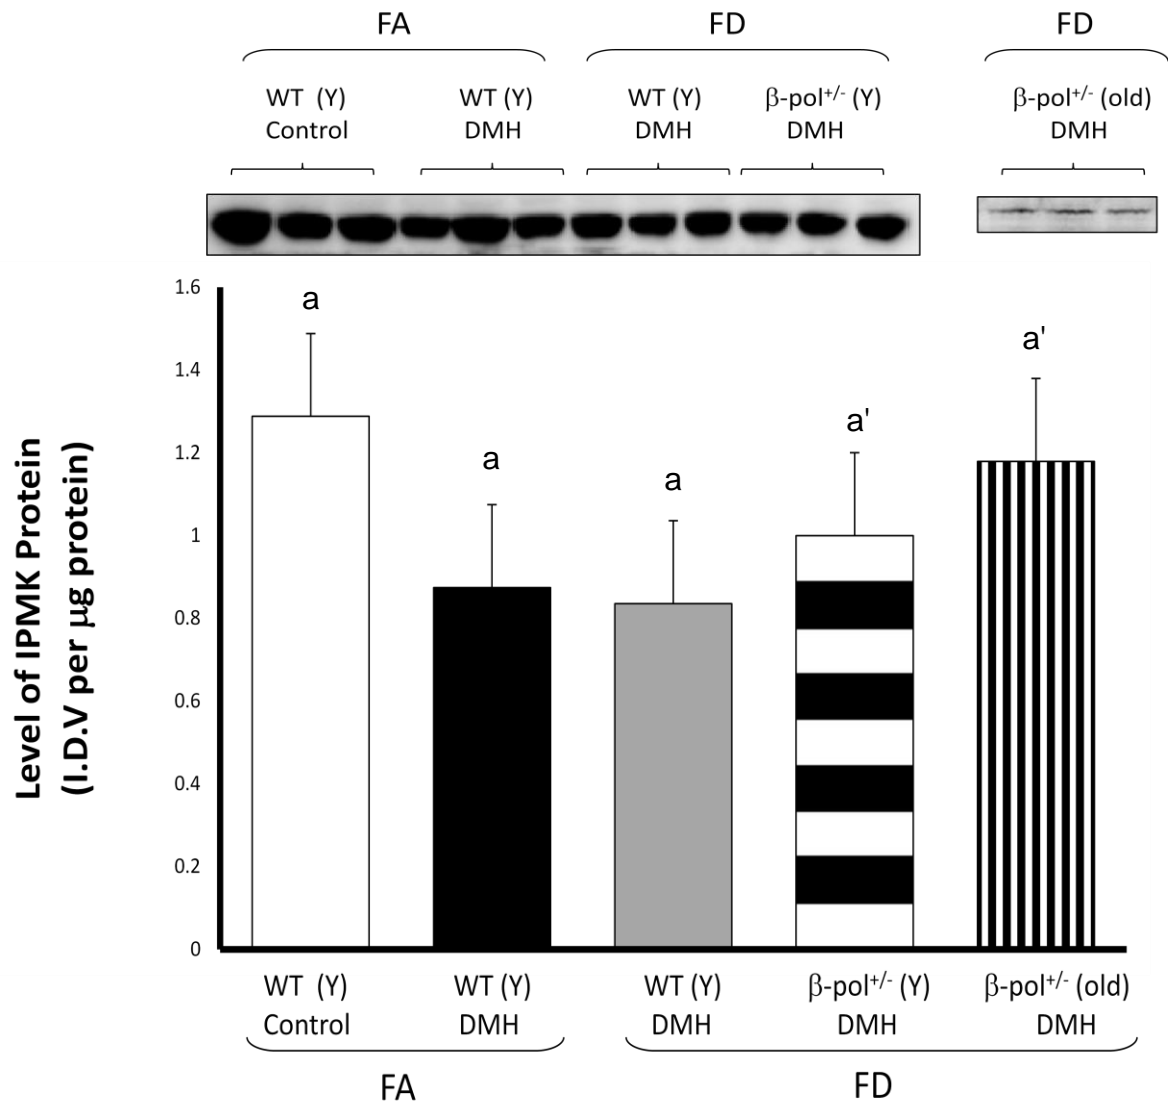 FA
FD
FD
WT (Y)
Control
WT (Y)
DMH
WT (Y)
DMH
β-pol+/- (Y)
DMH
β-pol+/- (old)
DMH
Level of IPMK Protein
(I.D.V per μg protein)
1.6
1.4
1.2
1
0.8
0.6
0.4
0.2
0
a
a
a
a'
a'
WT (Y)
Control
WT (Y)
DMH
WT (Y)
DMH
β-pol+/- (Y)
DMH
β-pol+/- (old)
DMH
FA
FD